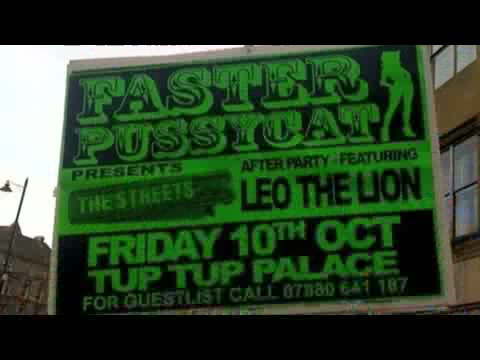 FASTER
PUSSYCAT
PRESENTS
THE STREETS
AFTER PARTY - FEATURING
LEO THE LION
FRIDAY 10TH OCT
TUP TUP PALACE
FOR GUESTLIST CALL 07880 641 187